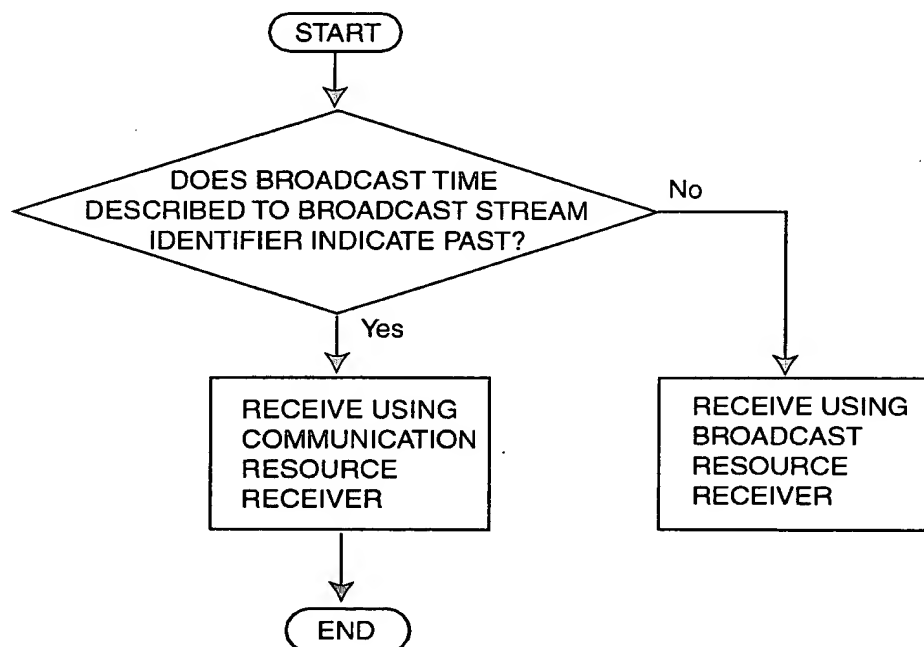 START
DOES BROADCAST TIME
DESCRIBED TO BROADCAST STREAM
IDENTIFIER INDICATE PAST?
No
Yes
RECEIVE USING
COMMUNICATION
RESOURCE
RECEIVER
RECEIVE USING
BROADCAST
RESOURCE
RECEIVER
END